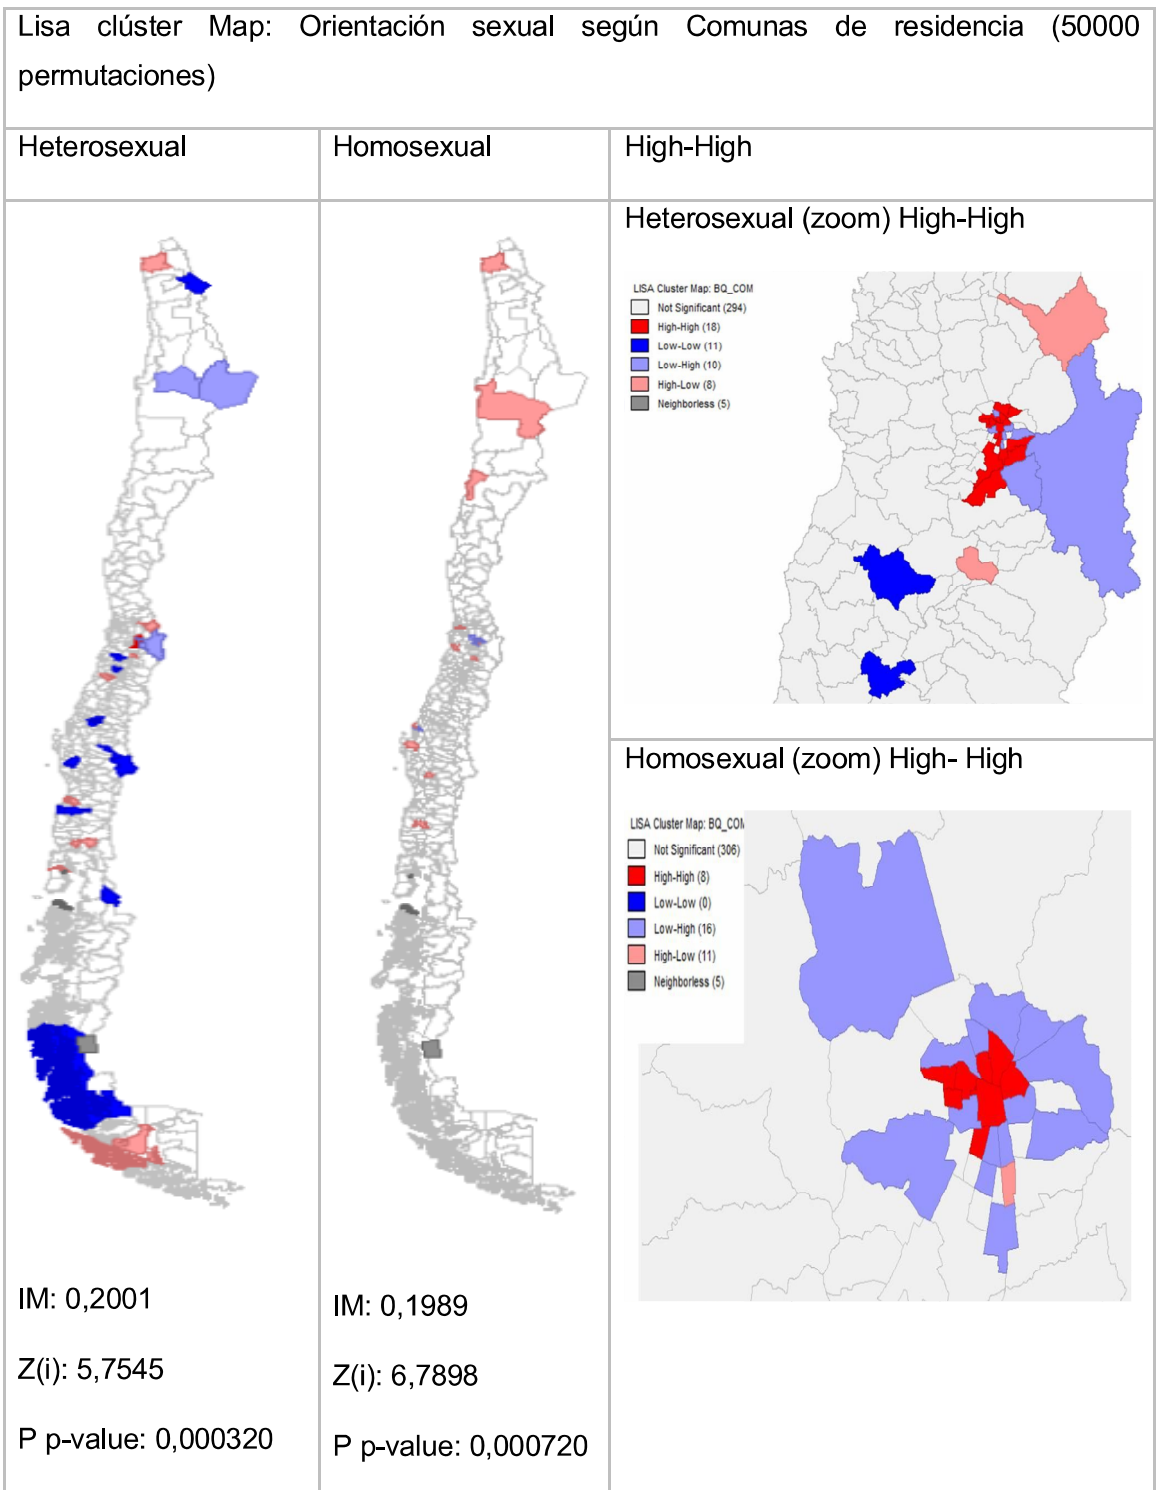 Lisa clúster Map: Orientación sexual según Comunas de residencia (50000
permutaciones)
Heterosexual
Homosexual
High-High
Heterosexual (zoom) High-High
LISA Cluster Map: BQ_COM
Not Significant (294)
High-High (18)
Low-Low (11)
Low-High (10)
High-Low (8)
Neighborless (5)
Homosexual (zoom) High- High
LISA Cluster Map: BQ_COM
Not Significant (306)
High-High (8)
Low-Low (0)
Low-High (16)
High-Low (11)
Neighborless (5)
IM: 0,2001
Z(i): 5,7545
P p-value: 0,000320
IM: 0,1989
Z(i): 6,7898
P p-value: 0,000720